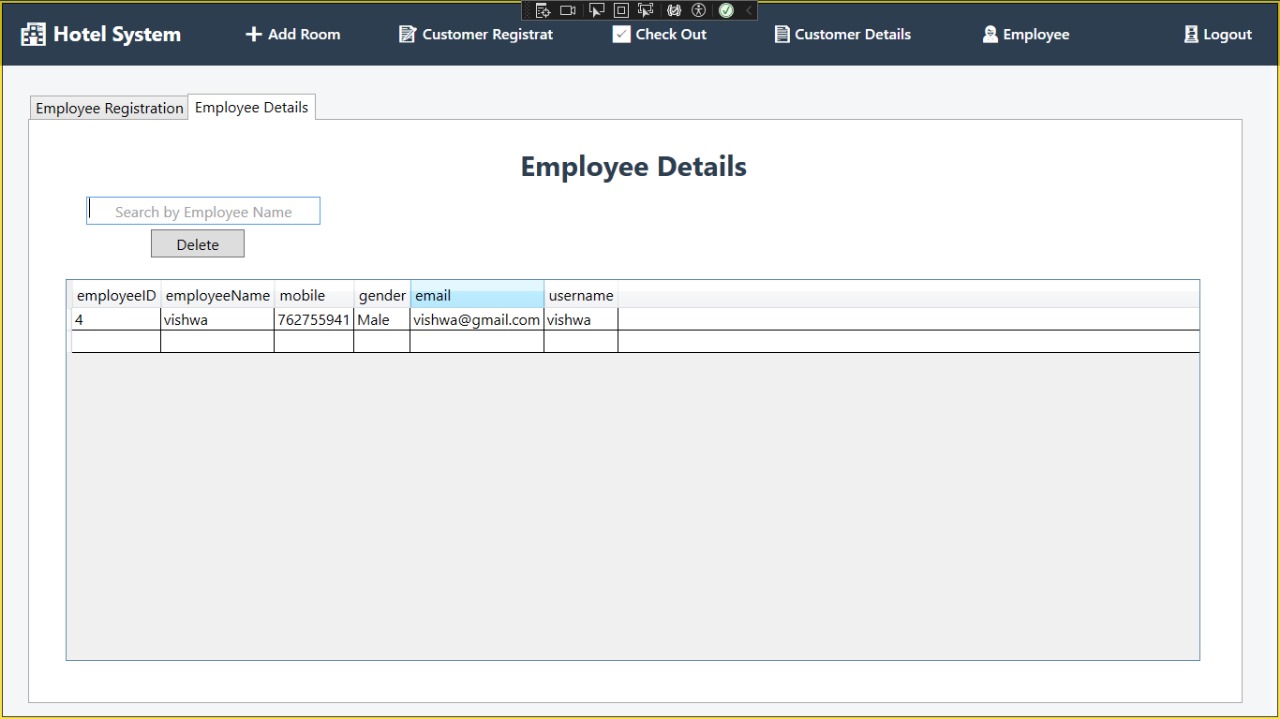 Hotel System
Add Room
Customer Registrat
Check Out
Customer Details
Employee
Logout
Employee Registration
Employee Details
Employee Details
Search by Employee Name
Delete
employeeID employeeName mobile gender email username
4 vishwa 762755941 Male vishwa@gmail.com vishwa